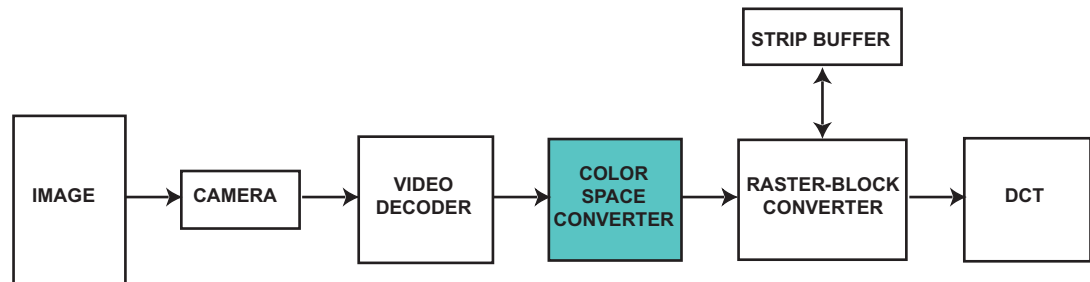 STRIP BUFFER
IMAGE
CAMERA
VIDEO
DECODER
COLOR
SPACE
CONVERTER
RASTER-BLOCK
CONVERTER
DCT